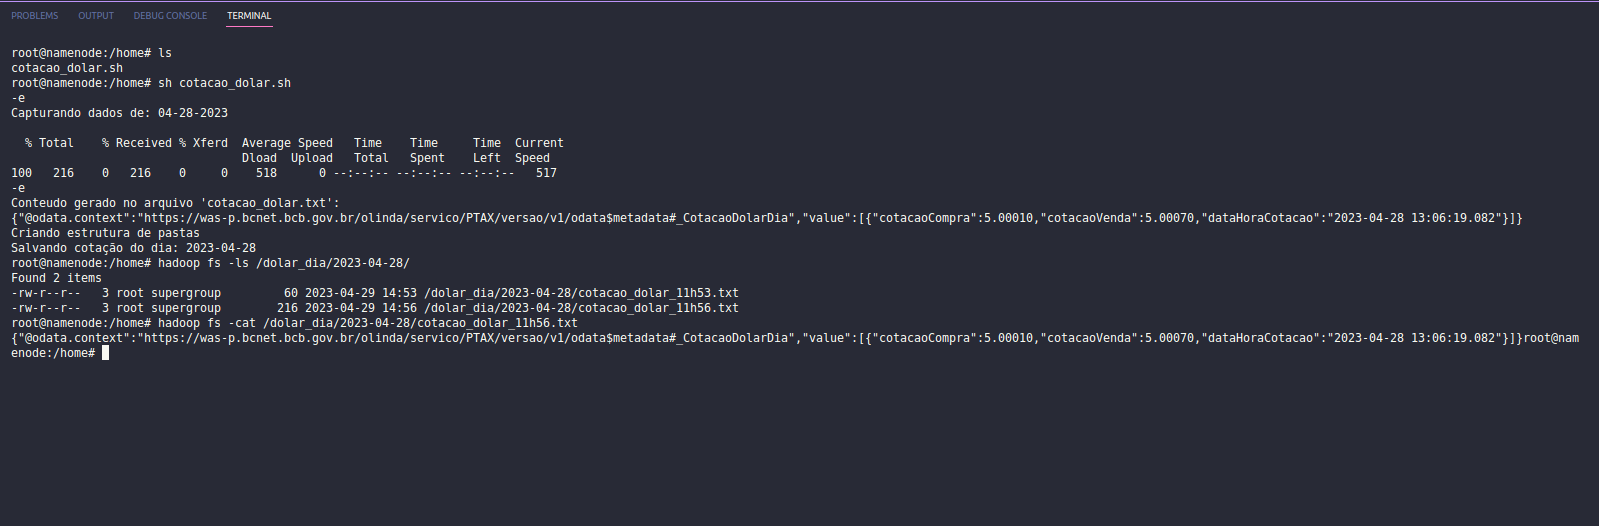 PROBLEMS OUTPUT DEBUG CONSOLE TERMINAL
root@namenode:/home# ls
cotacao_dolar.sh
root@namenode:/home# sh cotacao_dolar.sh
-e
Capturando dados de: 04-28-2023
% Total % Received % Xferd Average Speed Time Time Time Current
Dload Upload Total Spent Left Speed
100 216 0 216 0 0 518 0 --:--:-- --:--:-- --:--:-- 517
-e
Conteudo gerado no arquivo 'cotacao_dolar.txt':
{"@odata.context":"https://was-p.bcnet.bcb.gov.br/olinda/servico/PTAX/versao/v1/odata$metadata#_CotacaoDolarDia","value":[{"cotacaoCompra":5.00010,"cotacaoVenda":5.00070,"dataHoraCotacao":"2023-04-28 13:06:19.082"}]}
Criando estrutura de pastas
Salvando cotação do dia: 2023-04-28
root@namenode:/home# hadoop fs -ls /dolar_dia/2023-04-28/
Found 2 items
-rw-r--r-- 3 root supergroup 60 2023-04-29 14:53 /dolar_dia/2023-04-28/cotacao_dolar_11h53.txt
-rw-r--r-- 3 root supergroup 216 2023-04-29 14:56 /dolar_dia/2023-04-28/cotacao_dolar_11h56.txt
root@namenode:/home# hadoop fs -cat /dolar_dia/2023-04-28/cotacao_dolar_11h56.txt
{"@odata.context":"https://was-p.bcnet.bcb.gov.br/olinda/servico/PTAX/versao/v1/odata$metadata#_CotacaoDolarDia","value":[{"cotacaoCompra":5.00010,"cotacaoVenda":5.00070,"dataHoraCotacao":"2023-04-28 13:06:19.082"}]}root@nam
enode:/home#